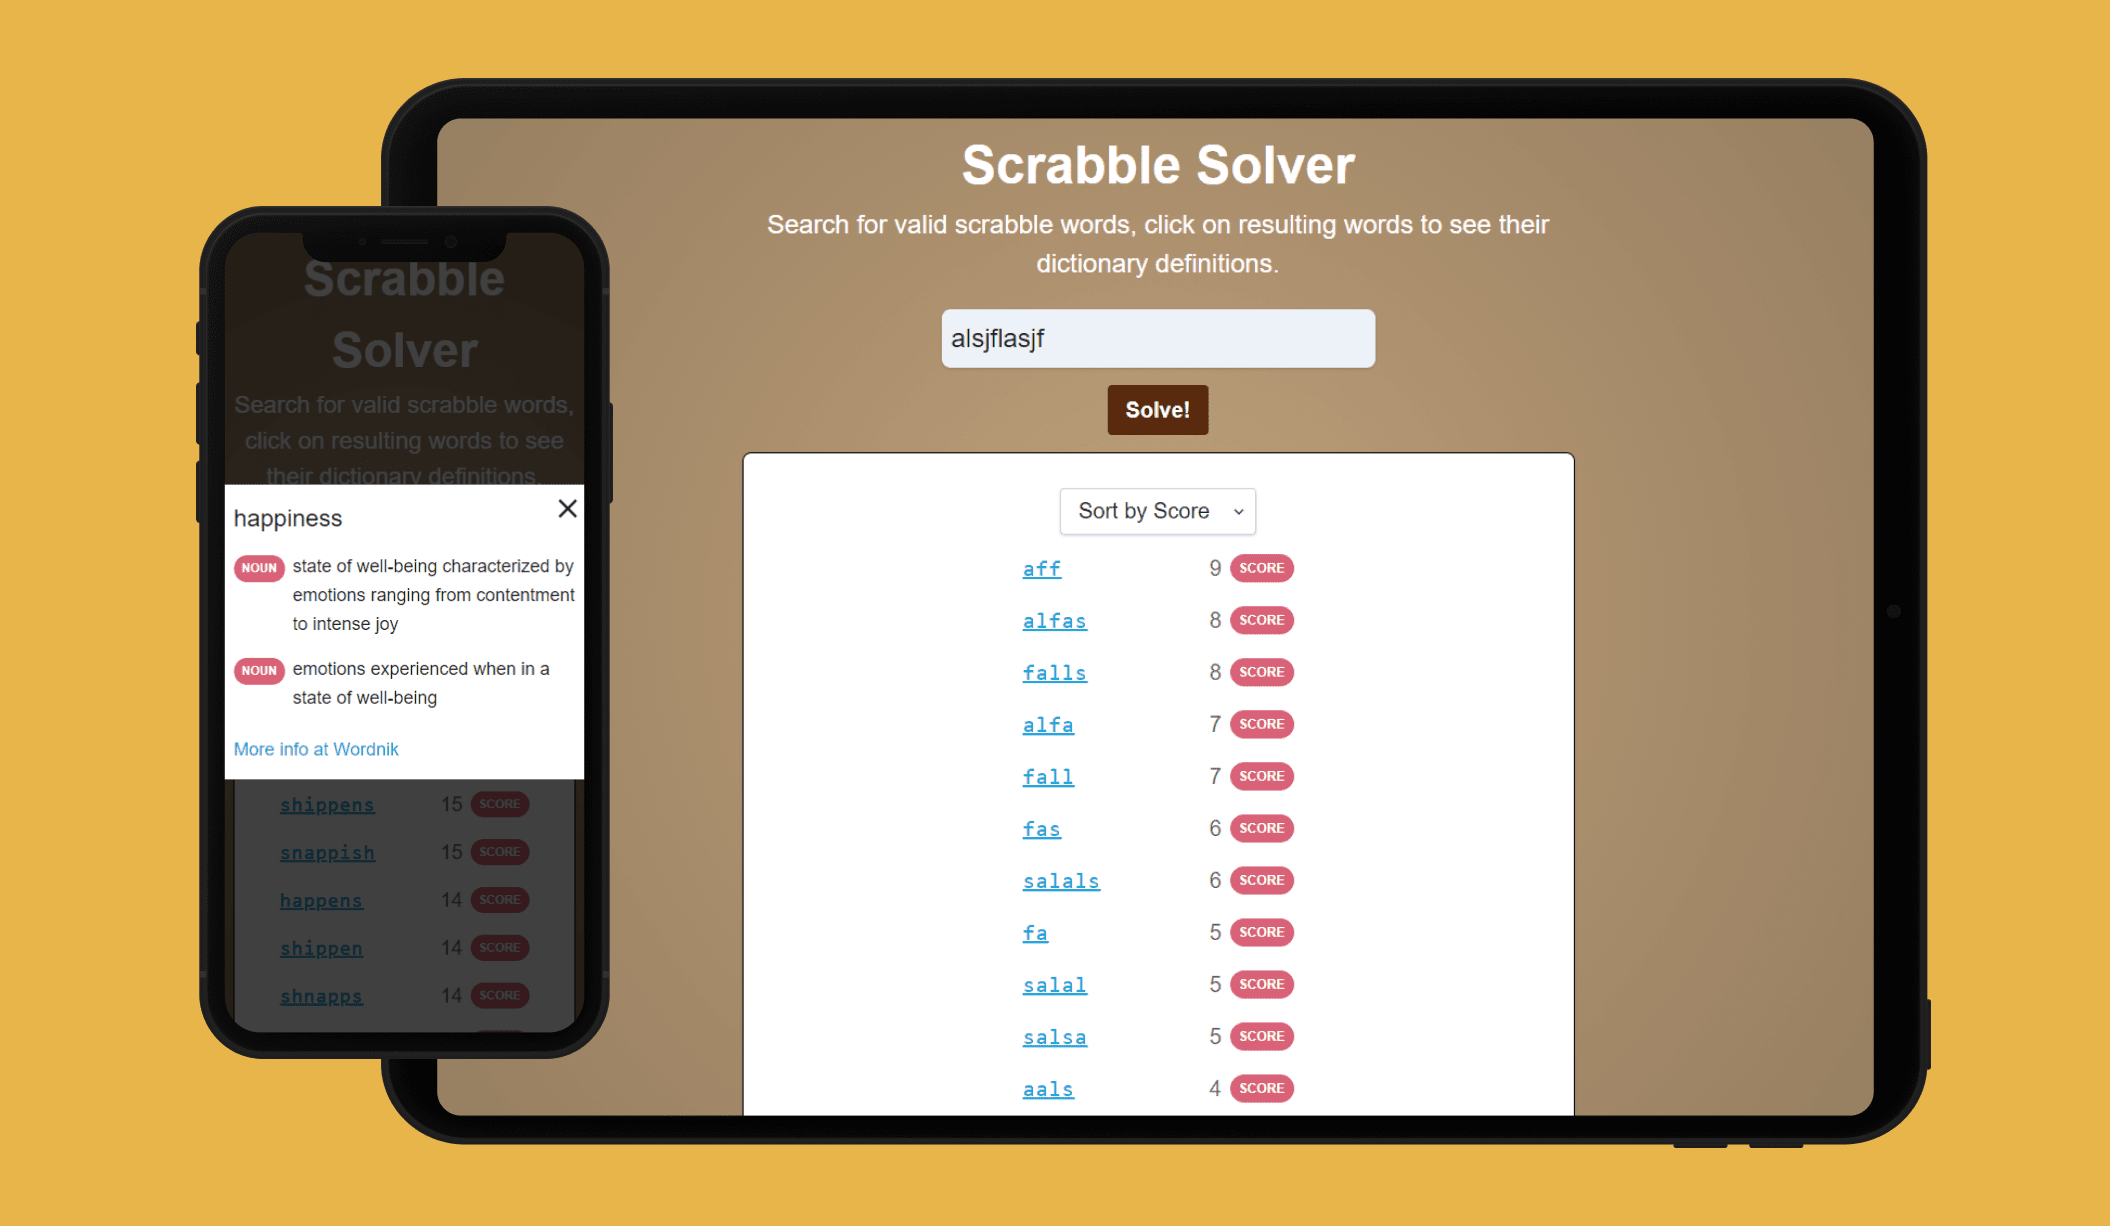 Scrabble Solver
Search for valid scrabble words, click on resulting words to see their
dictionary definitions.
alsjflasjf
Solve!
Sort by Score
aff 9 SCORE
alfas 8 SCORE
falls 8 SCORE
alfa 7 SCORE
fall 7 SCORE
fas 6 SCORE
salals 6 SCORE
fa 5 SCORE
salal 5 SCORE
salsa 5 SCORE
aals 4 SCORE
Scrabble
Solver
Search for valid scrabble words,
click on resulting words to see
their dictionary definitions.
happiness
NOUN state of well-being characterized by
emotions ranging from contentment
to intense joy
NOUN emotions experienced when in a
state of well-being
More info at Wordnik
shippens 15 SCORE
snappish 15 SCORE
happens 14 SCORE
shippen 14 SCORE
shnapps 14 SCORE